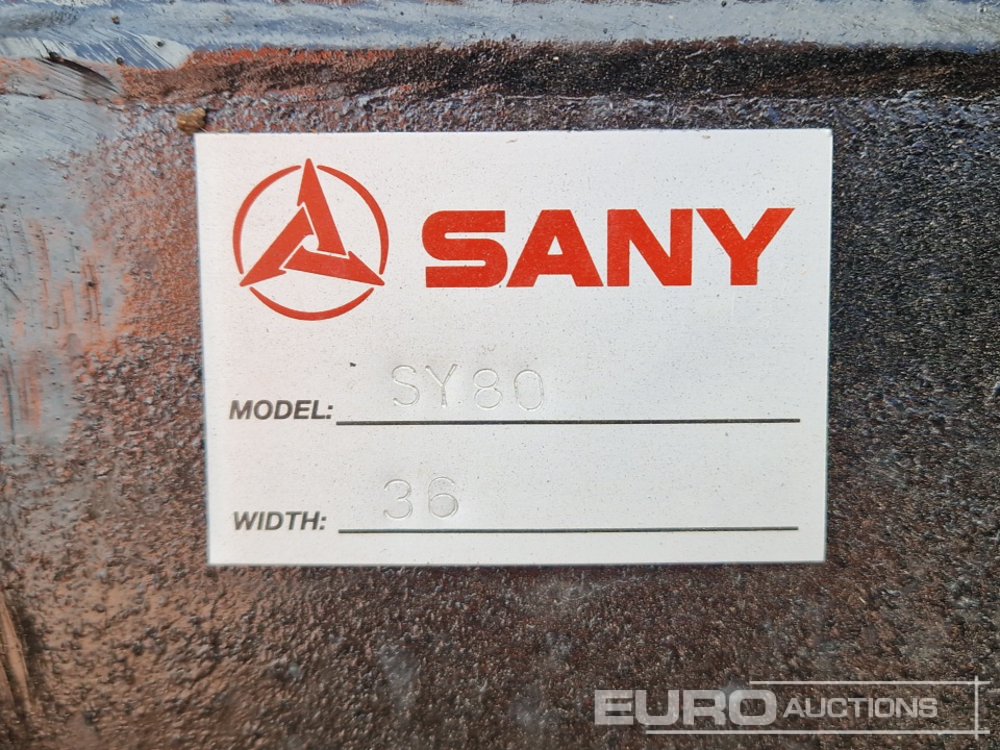 SANY
MODEL: SY80
WIDTH: 36
EURO AUCTIONS